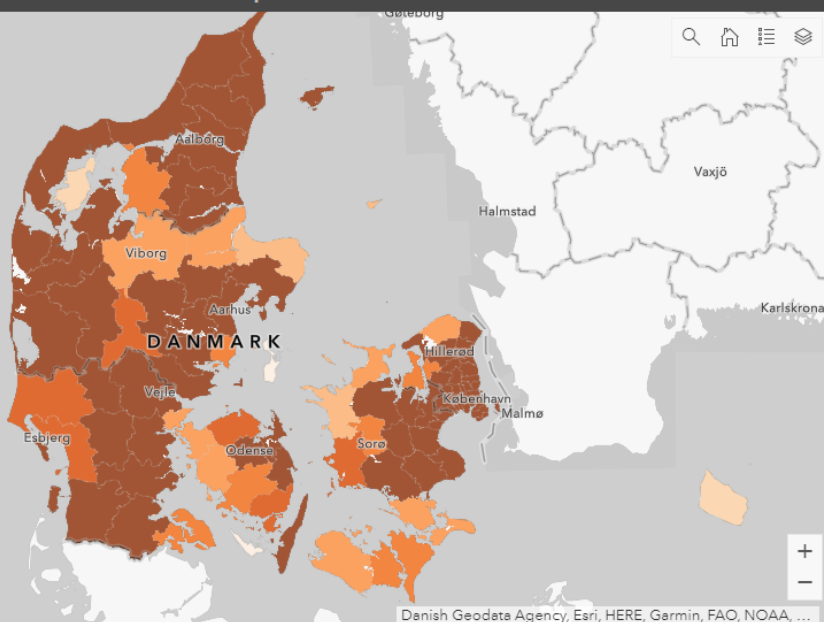 Göteborg
Aalborg
Vaxjö
Halmstad
Viborg
Karlskrona
Aarhus
DANMARK
Hillerød
Vejle
København
Malmø
Esbjerg
Sorø
Odense
+
−
Danish Geodata Agency, Esri, HERE, Garmin, FAO, NOAA, ...